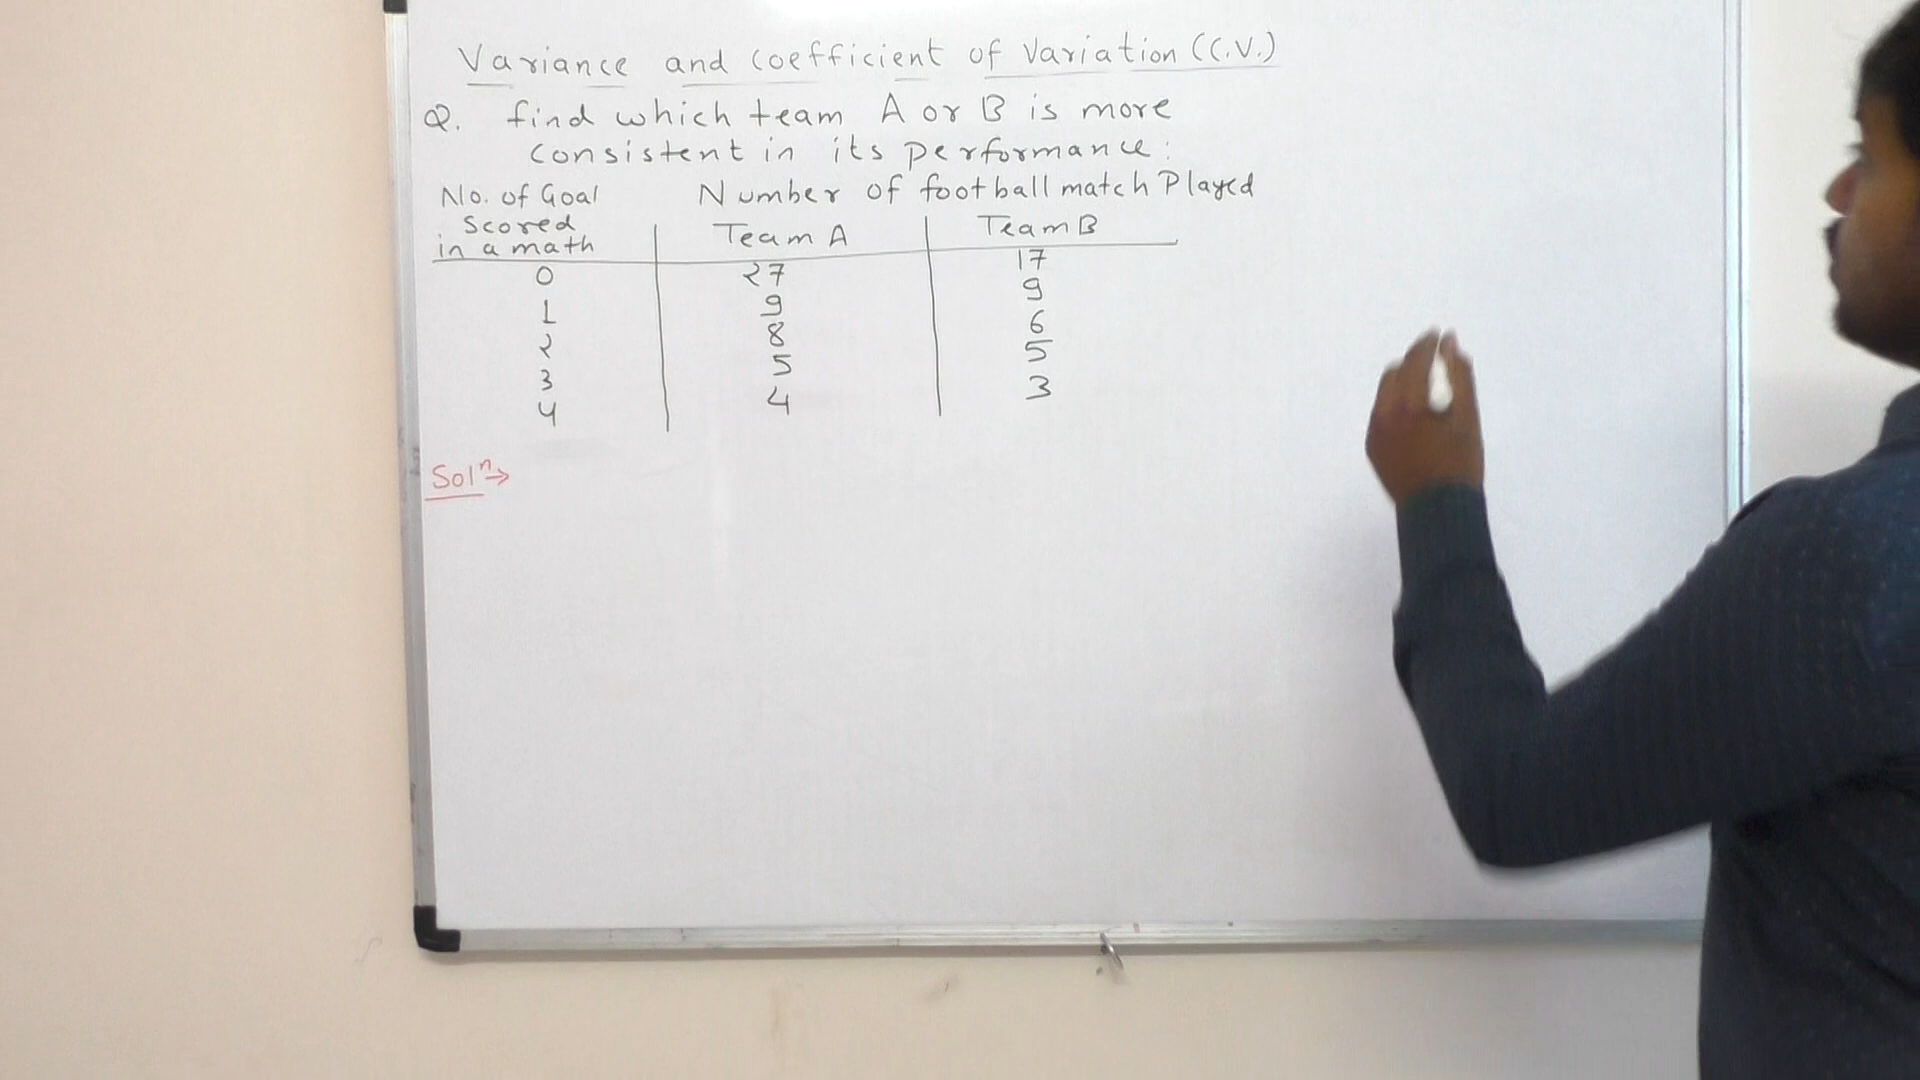 Variance and Coefficient of Variation (C.V.)
Q. find which team A or B is more
consistent in its performance:
No. of Goal Number of football match Played
Scored
in a math Team A Team B
0 27 17
1 9 9
2 8 6
3 5 5
4 4 3
Solⁿ→